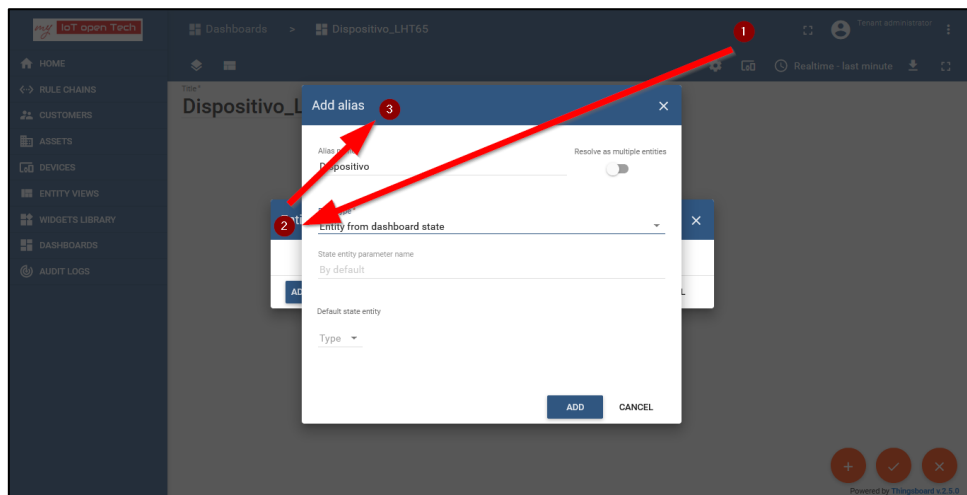 my IoT open Tech
Dashboards > Dispositivo_LHT65
1
Tenant administrator
HOME
Realtime - last minute
RULE CHAINS
Title*
Dispositivo_L
CUSTOMERS
ASSETS
DEVICES
ENTITY VIEWS
WIDGETS LIBRARY
DASHBOARDS
AUDIT LOGS
Add alias
3
Alias
Resolve as multiple entities
Dispositivo
2
Entity from dashboard state
State entity parameter name
By default
AD
L
Default state entity
Type
ADD CANCEL
Powered by Thingsboard v.2.5.0